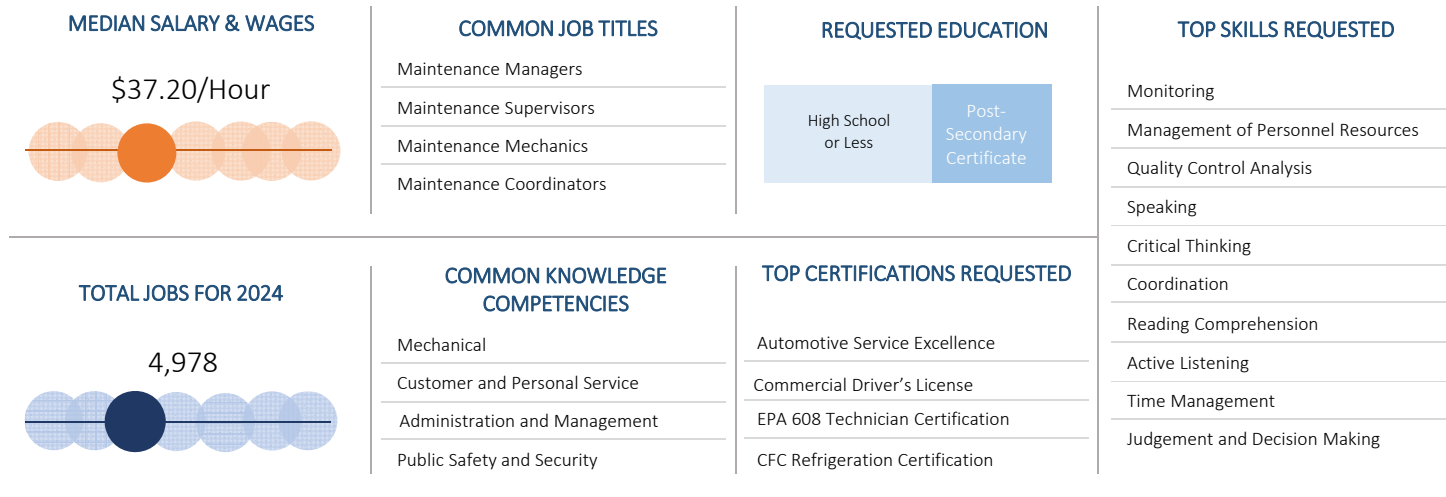 MEDIAN SALARY & WAGES
$37.20/Hour
COMMON JOB TITLES
Maintenance Managers
Maintenance Supervisors
Maintenance Mechanics
Maintenance Coordinators
REQUESTED EDUCATION
High School
or Less
Post-
Secondary
Certificate
TOP SKILLS REQUESTED
Monitoring
Management of Personnel Resources
Quality Control Analysis
Speaking
Critical Thinking
Coordination
Reading Comprehension
Active Listening
Time Management
Judgement and Decision Making
TOTAL JOBS FOR 2024
4,978
COMMON KNOWLEDGE
COMPETENCIES
Mechanical
Customer and Personal Service
Administration and Management
Public Safety and Security
TOP CERTIFICATIONS REQUESTED
Automotive Service Excellence
Commercial Driver’s License
EPA 608 Technician Certification
CFC Refrigeration Certification